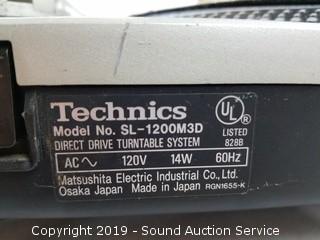 Technics
Model No. SL-1200M3D
DIRECT DRIVE TURNTABLE SYSTEM
UL
®
LISTED
828B
AC∿ 120V 14W 60Hz
Matsushita Electric Industrial Co., Ltd.
Osaka Japan Made in Japan RGN1655-K
Copyright 2019 - Sound Auction Service